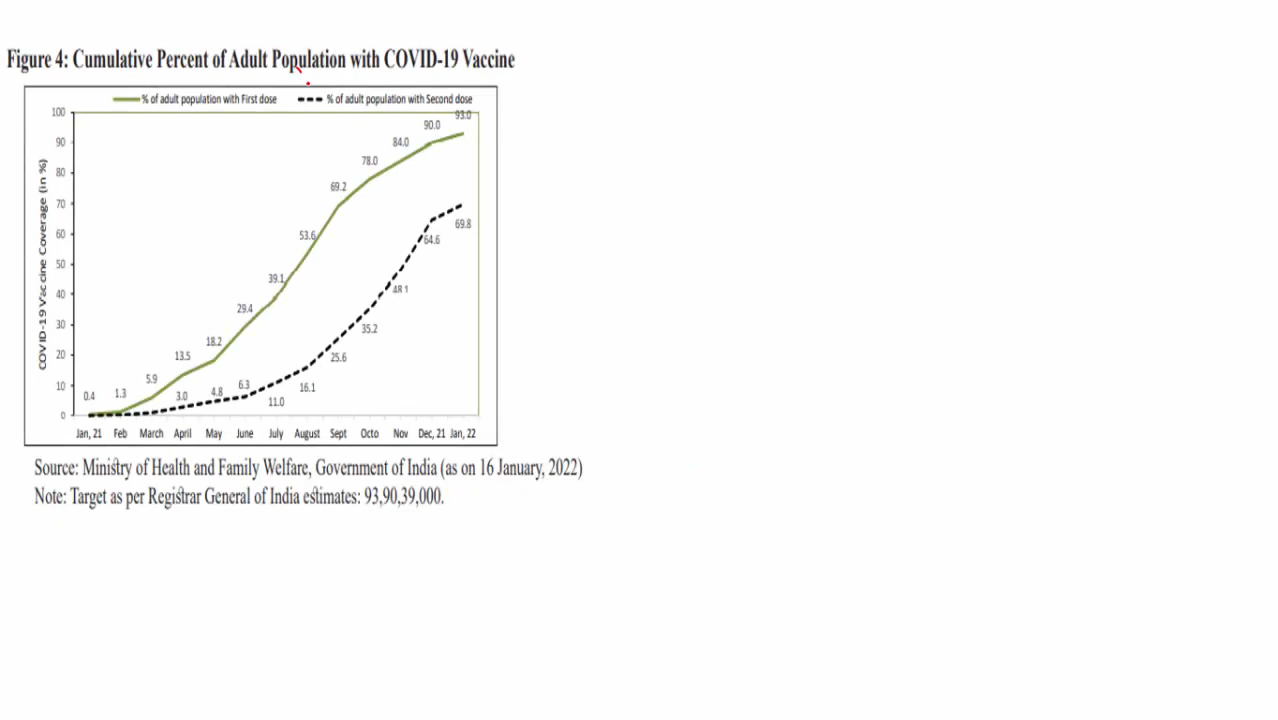 Figure 4: Cumulative Percent of Adult Population with COVID-19 Vaccine
% of adult population with First dose % of adult population with Second dose
COVID-19 Vaccine Coverage (in %)
100
90
80
70
60
50
40
30
20
10
0
0.4 1.3 5.9 13.5 18.2 29.4 39.1 53.6 69.2 78.0 84.0 90.0 93.0
3.0 4.8 6.3 11.0 16.1 25.6 35.2 48.1 64.6 69.8
Jan, 21 Feb March April May June July August Sept Octo Nov Dec, 21 Jan, 22
Source: Ministry of Health and Family Welfare, Government of India (as on 16 January, 2022)
Note: Target as per Registrar General of India estimates: 93,90,39,000.